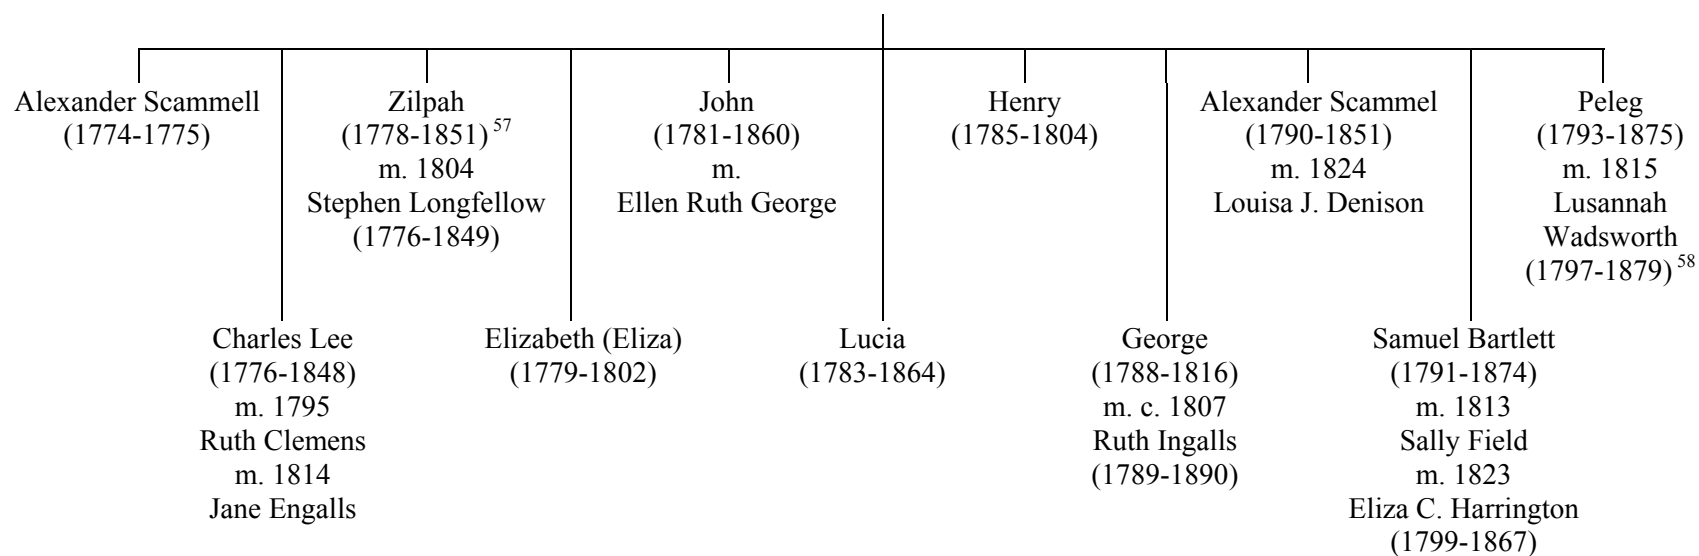 Alexander Scammell
(1774-1775)
Zilpah
(1778-1851) 57
m. 1804
Stephen Longfellow
(1776-1849)
John
(1781-1860)
m.
Ellen Ruth George
Henry
(1785-1804)
Alexander Scammel
(1790-1851)
m. 1824
Louisa J. Denison
Peleg
(1793-1875)
m. 1815
Lusannah
Wadsworth
(1797-1879) 58
Charles Lee
(1776-1848)
m. 1795
Ruth Clemens
m. 1814
Jane Engalls
Elizabeth (Eliza)
(1779-1802)
Lucia
(1783-1864)
George
(1788-1816)
m. c. 1807
Ruth Ingalls
(1789-1890)
Samuel Bartlett
(1791-1874)
m. 1813
Sally Field
m. 1823
Eliza C. Harrington
(1799-1867)